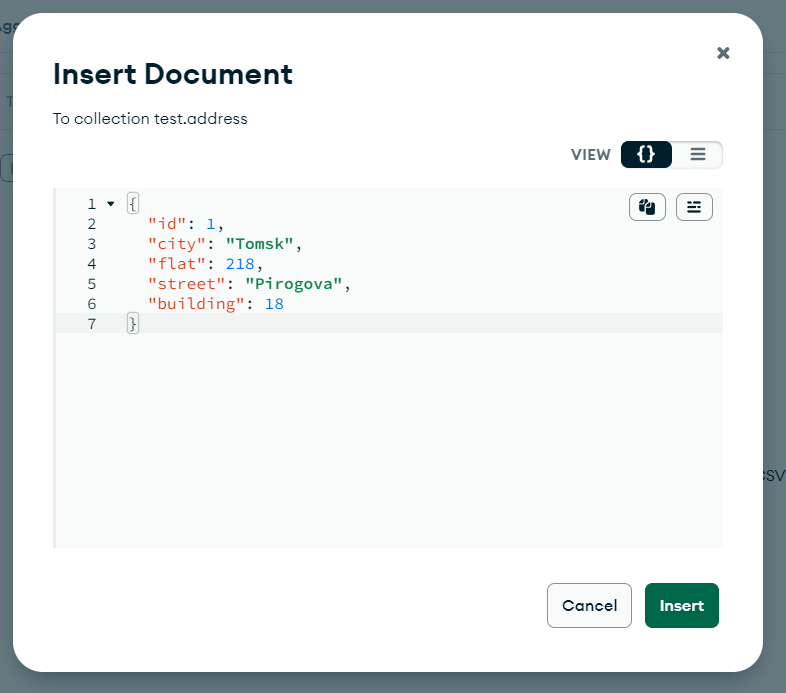 Insert Document
To collection test.address
VIEW {}
1 {
2 "id": 1,
3 "city": "Tomsk",
4 "flat": 218,
5 "street": "Pirogova",
6 "building": 18
7 }
CSV
Cancel Insert